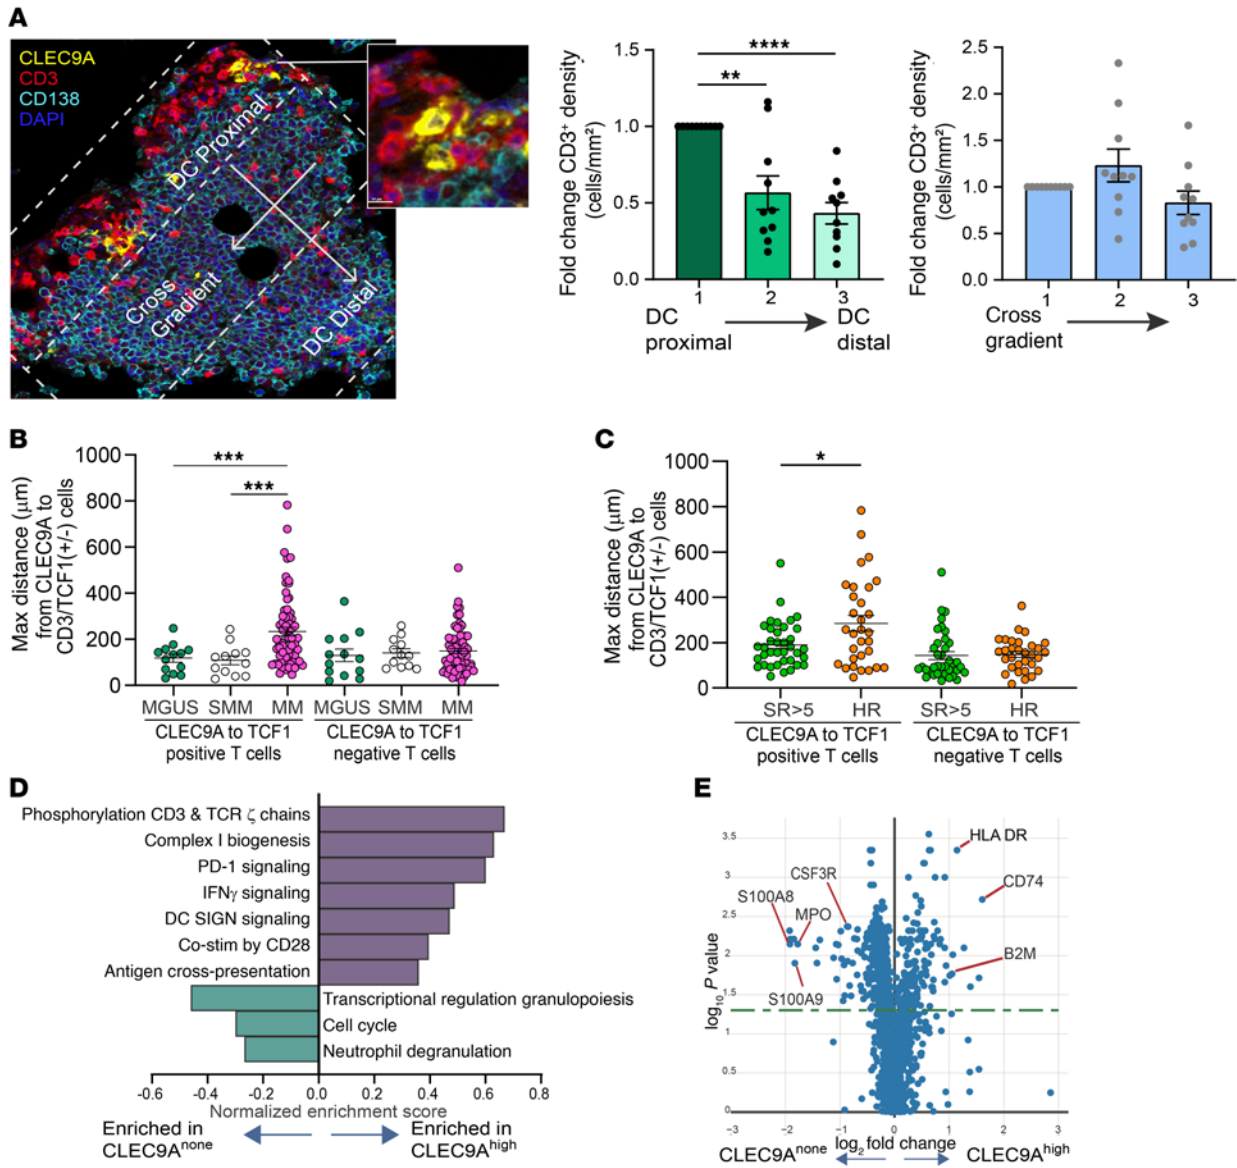 A
CLEC9A
CD3
CD138
DAPI
DC Proximal
Cross
Gradient
DC Distal
Fold change CD3⁺ density
(cells/mm²)
1.5
1.0
0.5
0.0
****
**
1 2 3
DC
proximal
DC
distal
Fold change CD3⁺ density
(cells/mm²)
2.5
2.0
1.5
1.0
0.5
0.0
1 2 3
Cross
gradient
B
Max distance (μm)
from CLEC9A to
CD3/TCF1(+/-) cells
1000
800
600
400
200
0
***
***
MGUS SMM MM MGUS SMM MM
CLEC9A to TCF1
positive T cells
CLEC9A to TCF1
negative T cells
C
Max distance (μm)
from CLEC9A to
CD3/TCF1(+/-) cells
1000
800
600
400
200
0
*
SR>5 HR SR>5 HR
CLEC9A to TCF1
positive T cells
CLEC9A to TCF1
negative T cells
D
Phosphorylation CD3 & TCR ζ chains
Complex I biogenesis
PD-1 signaling
IFNγ signaling
DC SIGN signaling
Co-stim by CD28
Antigen cross-presentation
Transcriptional regulation granulopoiesis
Cell cycle
Neutrophil degranulation
-0.6 -0.4 -0.2 0.0 0.2 0.4 0.6 0.8
Normalized enrichment score
Enriched in
CLEC9Aⁿᵒⁿᵉ
Enriched in
CLEC9Aʰⁱᵍʰ
E
log₁₀ P value
3.5
3
2.5
2
1.5
1
0.5
0
HLA DR
CD74
B2M
CSF3R
S100A8
MPO
S100A9
−3 −2 −1 0 1 2 3
log₂ fold change
CLEC9Aⁿᵒⁿᵉ
CLEC9Aʰⁱᵍʰ